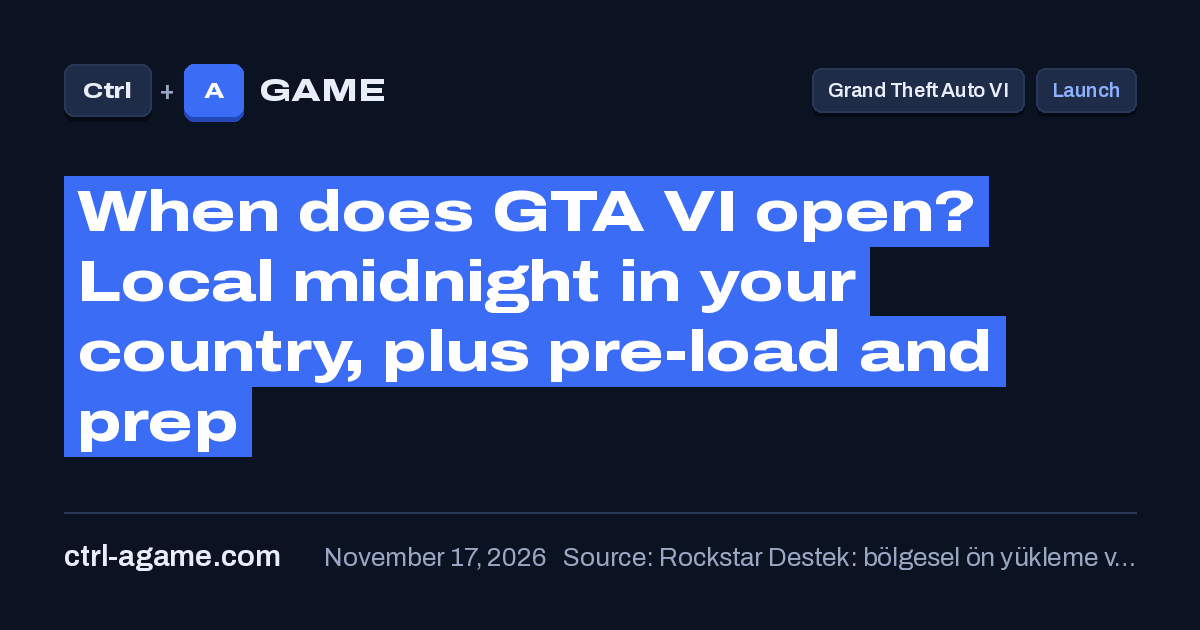 Ctrl + A GAME
Grand Theft Auto VI Launch
When does GTA VI open?
Local midnight in your
country, plus pre-load and
prep
ctrl-agame.com November 17, 2026 Source: Rockstar Destek: bölgesel ön yükleme v…